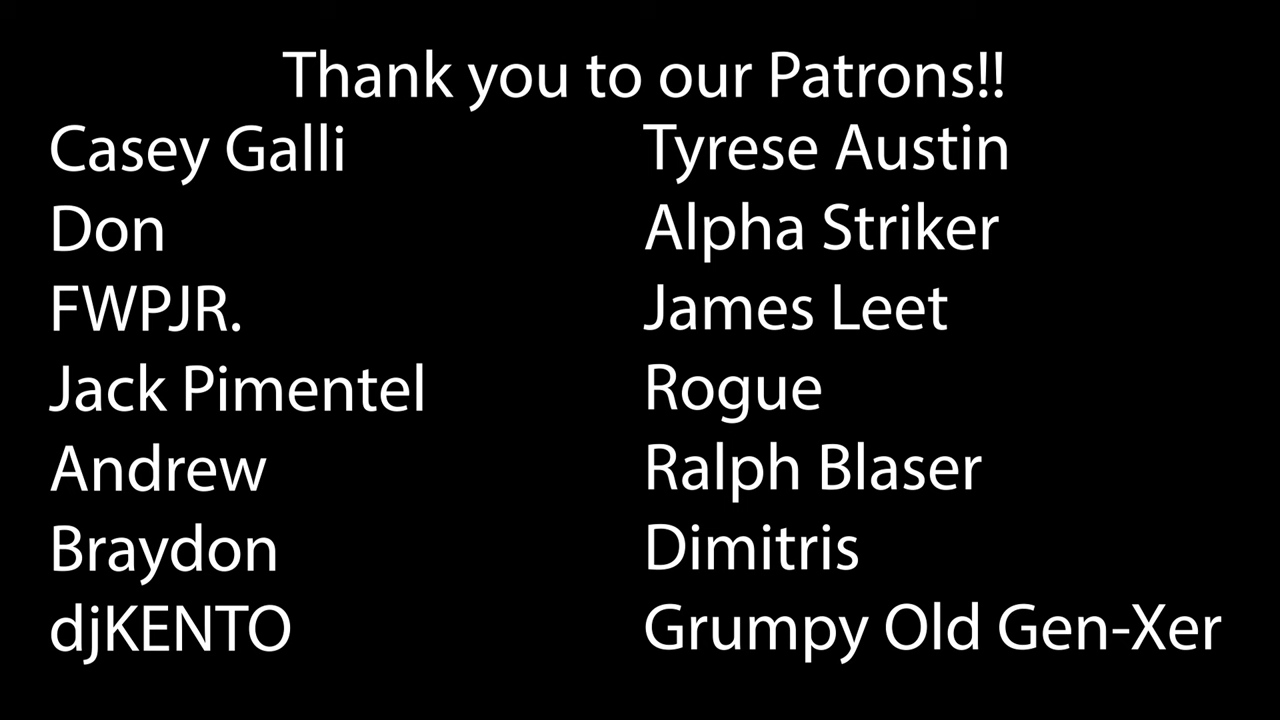 Thank you to our Patrons!!
Casey Galli
Don
FWPJR.
Jack Pimentel
Andrew
Braydon
djKENTO
Tyrese Austin
Alpha Striker
James Leet
Rogue
Ralph Blaser
Dimitris
Grumpy Old Gen-Xer